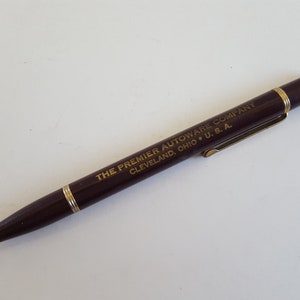 THE PREMIER AUTOWARE COMPANY
CLEVELAND, OHIO • U. S. A.